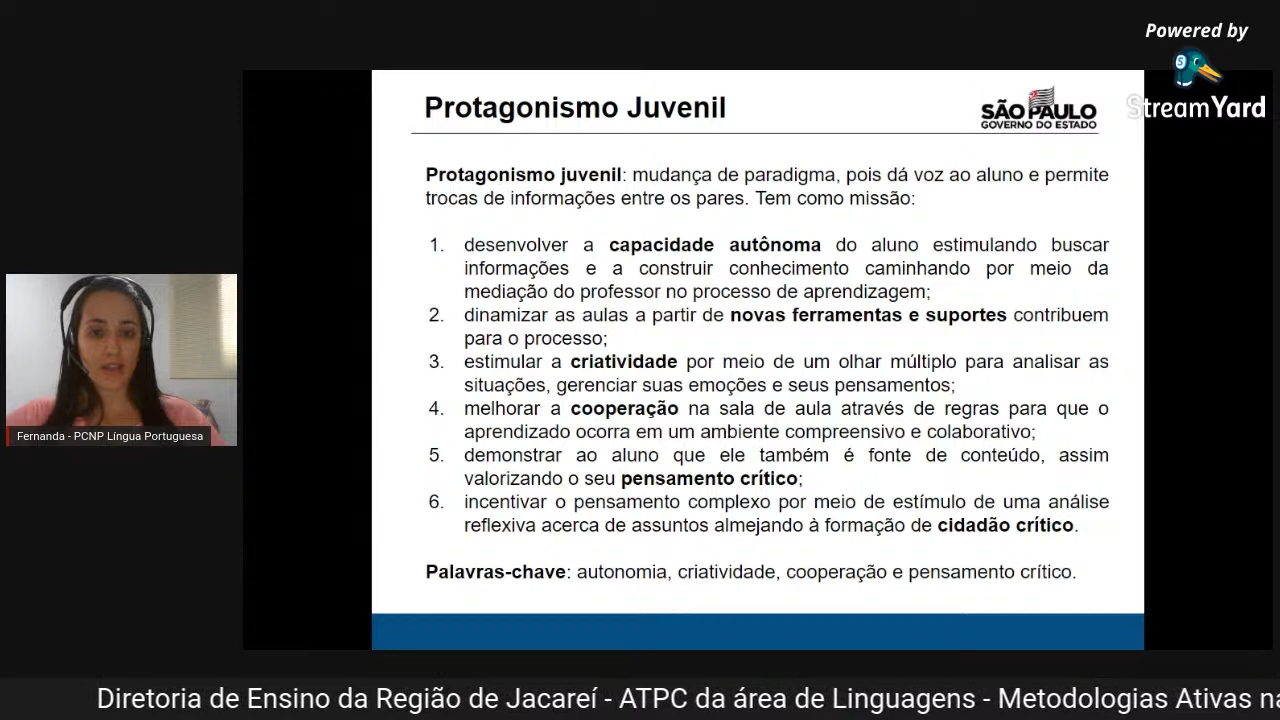 Powered by
StreamYard
Protagonismo Juvenil
SÃO PAULO
GOVERNO DO ESTADO
Protagonismo juvenil: mudança de paradigma, pois dá voz ao aluno e permite
trocas de informações entre os pares. Tem como missão:
1. desenvolver a capacidade autônoma do aluno estimulando buscar
informações e a construir conhecimento caminhando por meio da
mediação do professor no processo de aprendizagem;
2. dinamizar as aulas a partir de novas ferramentas e suportes contribuem
para o processo;
3. estimular a criatividade por meio de um olhar múltiplo para analisar as
situações, gerenciar suas emoções e seus pensamentos;
4. melhorar a cooperação na sala de aula através de regras para que o
aprendizado ocorra em um ambiente compreensivo e colaborativo;
5. demonstrar ao aluno que ele também é fonte de conteúdo, assim
valorizando o seu pensamento crítico;
6. incentivar o pensamento complexo por meio de estímulo de uma análise
reflexiva acerca de assuntos almejando à formação de cidadão crítico.
Palavras-chave: autonomia, criatividade, cooperação e pensamento crítico.
Fernanda - PCNP Língua Portuguesa
Diretoria de Ensino da Região de Jacareí - ATPC da área de Linguagens - Metodologias Ativas na